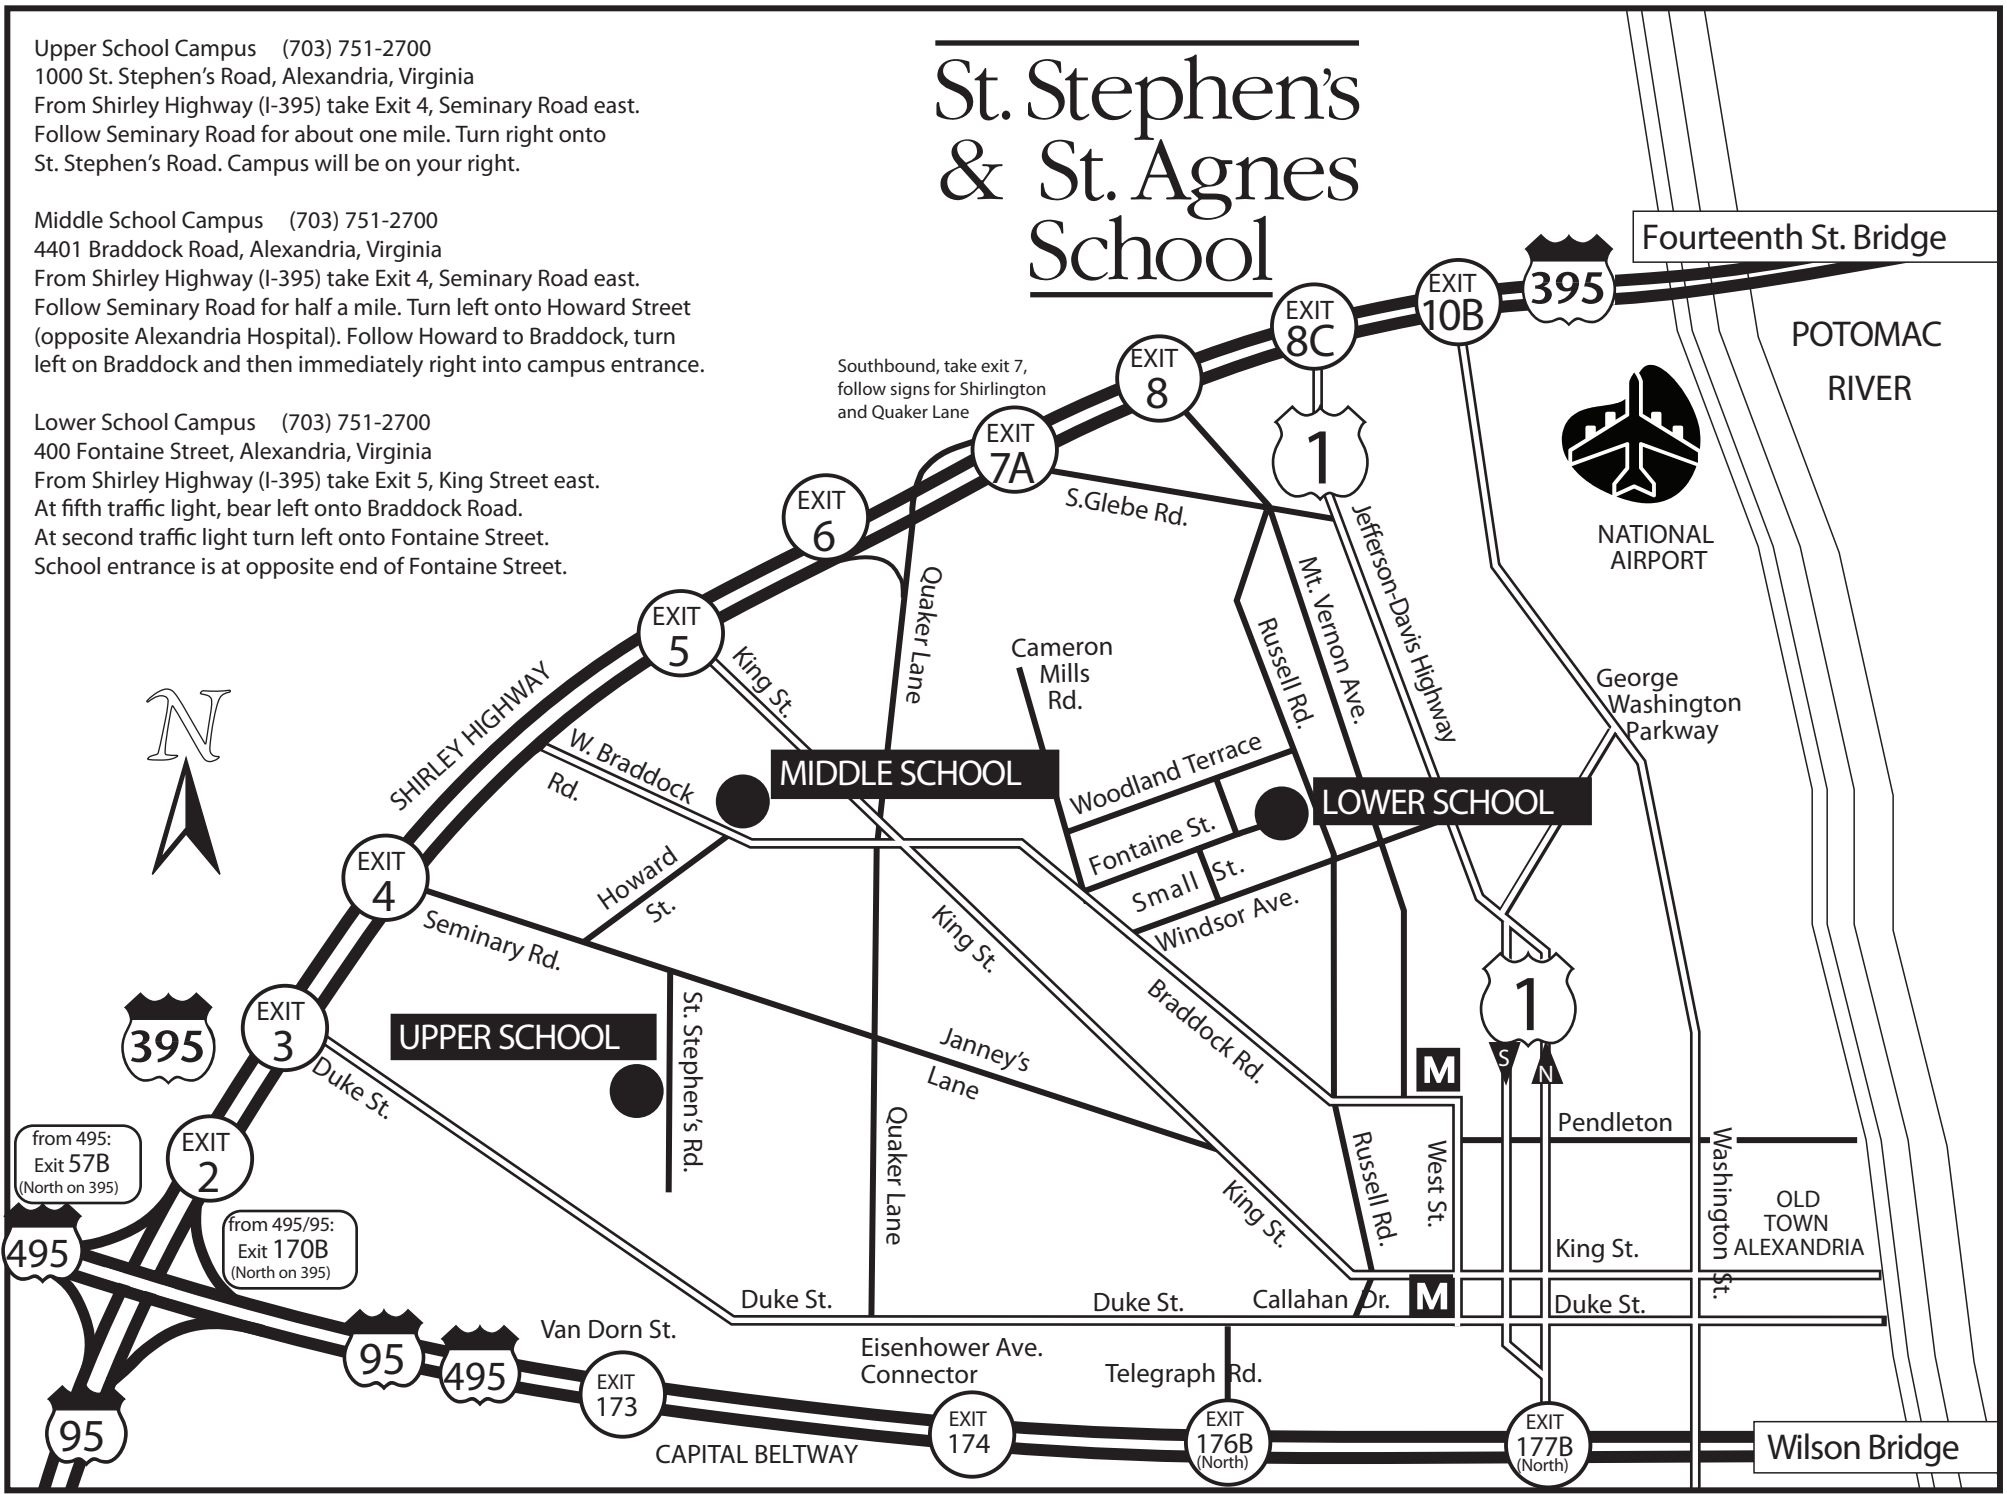 Upper School Campus (703) 751-2700
1000 St. Stephen's Road, Alexandria, Virginia
From Shirley Highway (I-395) take Exit 4, Seminary Road east.
Follow Seminary Road for about one mile. Turn right onto
St. Stephen's Road. Campus will be on your right.
Middle School Campus (703) 751-2700
4401 Braddock Road, Alexandria, Virginia
From Shirley Highway (I-395) take Exit 4, Seminary Road east.
Follow Seminary Road for half a mile. Turn left onto Howard Street
(opposite Alexandria Hospital). Follow Howard to Braddock, turn
left on Braddock and then immediately right into campus entrance.
Lower School Campus (703) 751-2700
400 Fontaine Street, Alexandria, Virginia
From Shirley Highway (I-395) take Exit 5, King Street east.
At fifth traffic light, bear left onto Braddock Road.
At second traffic light turn left onto Fontaine Street.
School entrance is at opposite end of Fontaine Street.
St. Stephen's
& St. Agnes
School
Fourteenth St. Bridge
395
EXIT
10B
EXIT
8C
EXIT
8
EXIT
7A
EXIT
6
EXIT
5
EXIT
4
EXIT
3
EXIT
2
Southbound, take exit 7,
follow signs for Shirlington
and Quaker Lane
POTOMAC
RIVER
1
NATIONAL
AIRPORT
S.Glebe Rd.
Jefferson-Davis Highway
Mt. Vernon Ave.
Russell Rd.
Quaker Lane
King St.
Cameron
Mills
Rd.
George
Washington
Parkway
N
SHIRLEY HIGHWAY
W. Braddock
Rd.
MIDDLE SCHOOL
Woodland Terrace
LOWER SCHOOL
Fontaine St.
Small St.
Windsor Ave.
Howard
St.
Seminary Rd.
King St.
395
UPPER SCHOOL
St. Stephen's Rd.
Janney's
Lane
Braddock Rd.
1
S
N
M
Duke St.
Quaker Lane
Pendleton
Russell Rd.
West St.
Washington St.
King St.
OLD
TOWN
ALEXANDRIA
King St.
from 495:
Exit 57B
(North on 395)
from 495/95:
Exit 170B
(North on 395)
495
95
95
495
Duke St.
Duke St.
Callahan Dr.
M
Duke St.
Van Dorn St.
Eisenhower Ave.
Connector
Telegraph Rd.
EXIT
173
EXIT
174
EXIT
176B
(North)
EXIT
177B
(North)
CAPITAL BELTWAY
Wilson Bridge